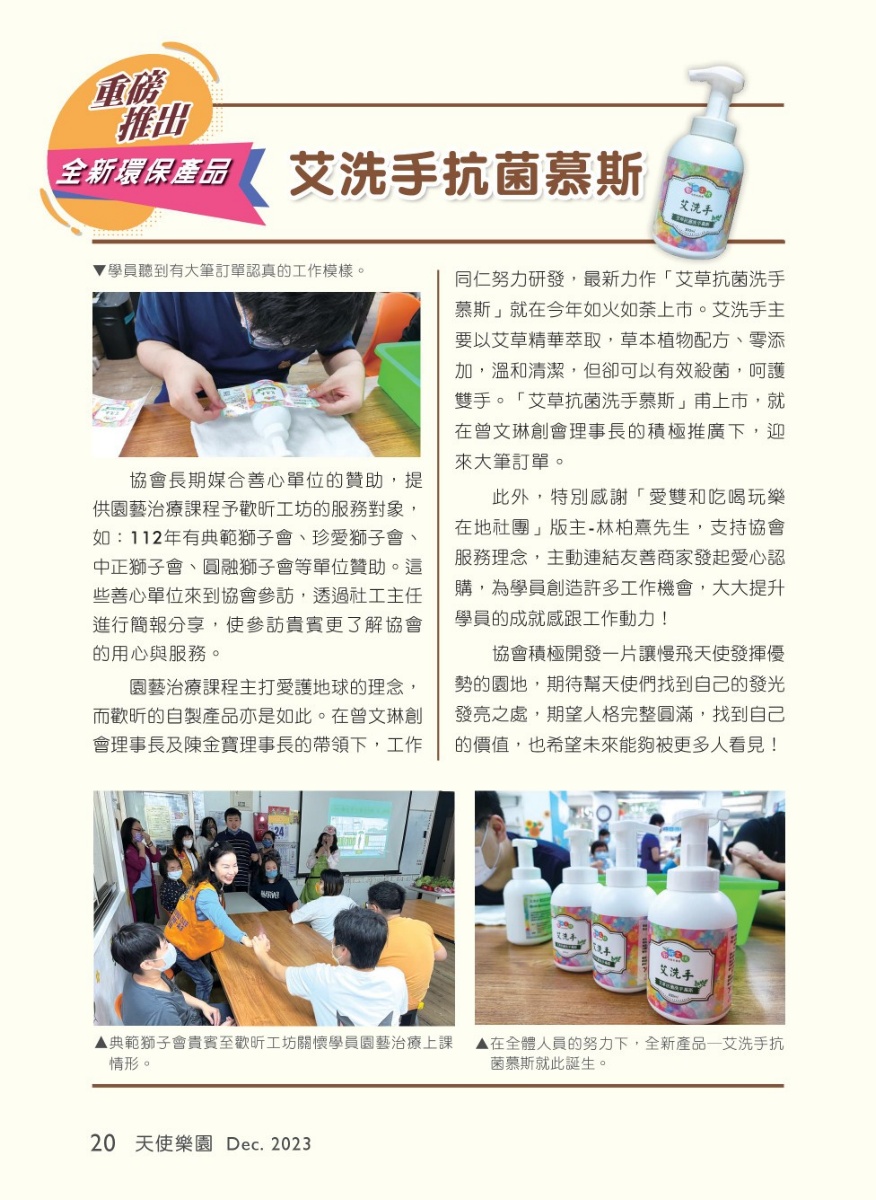 重磅
推出
全新環保產品
艾洗手抗菌慕斯
艾洗手
▼學員聽到有大筆訂單認真的工作模樣。
協會長期媒合善心單位的贊助，提
供園藝治療課程予歡昕工坊的服務對象，
如：112年有典範獅子會、珍愛獅子會、
中正獅子會、圓融獅子會等單位贊助。這
些善心單位來到協會參訪，透過社工主任
進行簡報分享，使參訪貴賓更了解協會
的用心與服務。
園藝治療課程主打愛護地球的理念，
而歡昕的自製產品亦是如此。在曾文琳創
會理事長及陳金寶理事長的帶領下，工作
同仁努力研發，最新力作「艾草抗菌洗手
慕斯」就在今年如火如荼上市。艾洗手主
要以艾草精華萃取，草本植物配方、零添
加，溫和清潔，但卻可以有效殺菌，呵護
雙手。「艾草抗菌洗手慕斯」甫上市，就
在曾文琳創會理事長的積極推廣下，迎
來大筆訂單。
此外，特別感謝「愛雙和吃喝玩樂
在地社團」版主-林柏熹先生，支持協會
服務理念，主動連結友善商家發起愛心認
購，為學員創造許多工作機會，大大提升
學員的成就感跟工作動力！
協會積極開發一片讓慢飛天使發揮優
勢的園地，期待幫天使們找到自己的發光
發亮之處，期望人格完整圓滿，找到自己
的價值，也希望未來能夠被更多人看見！
24
艾洗手
艾洗手
艾洗手
▲典範獅子會貴賓至歡昕工坊關懷學員園藝治療上課
情形。
▲在全體人員的努力下，全新產品—艾洗手抗
菌慕斯就此誕生。
20 天使樂園 Dec. 2023